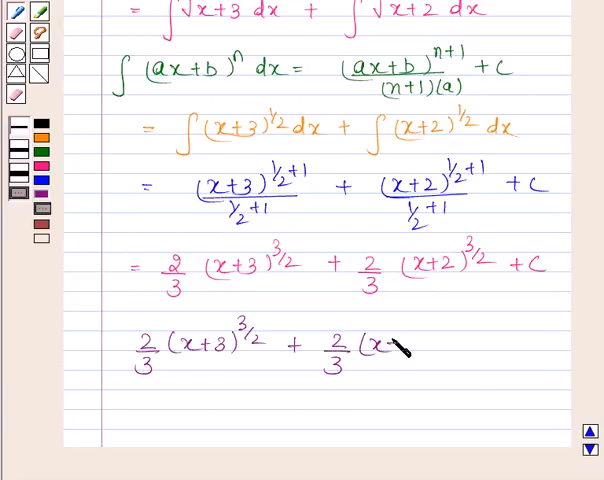 = ∫√x+3 dx + ∫√x+2 dx
∫(ax+b)^n dx = (ax+b)^(n+1)/(n+1)(a) + C
= ∫(x+3)^(1/2) dx + ∫(x+2)^(1/2) dx
= (x+3)^(1/2+1)/(1/2+1) + (x+2)^(1/2+1)/(1/2+1) + C
= 2/3 (x+3)^(3/2) + 2/3 (x+2)^(3/2) + C
2/3 (x+3)^(3/2) + 2/3 (x